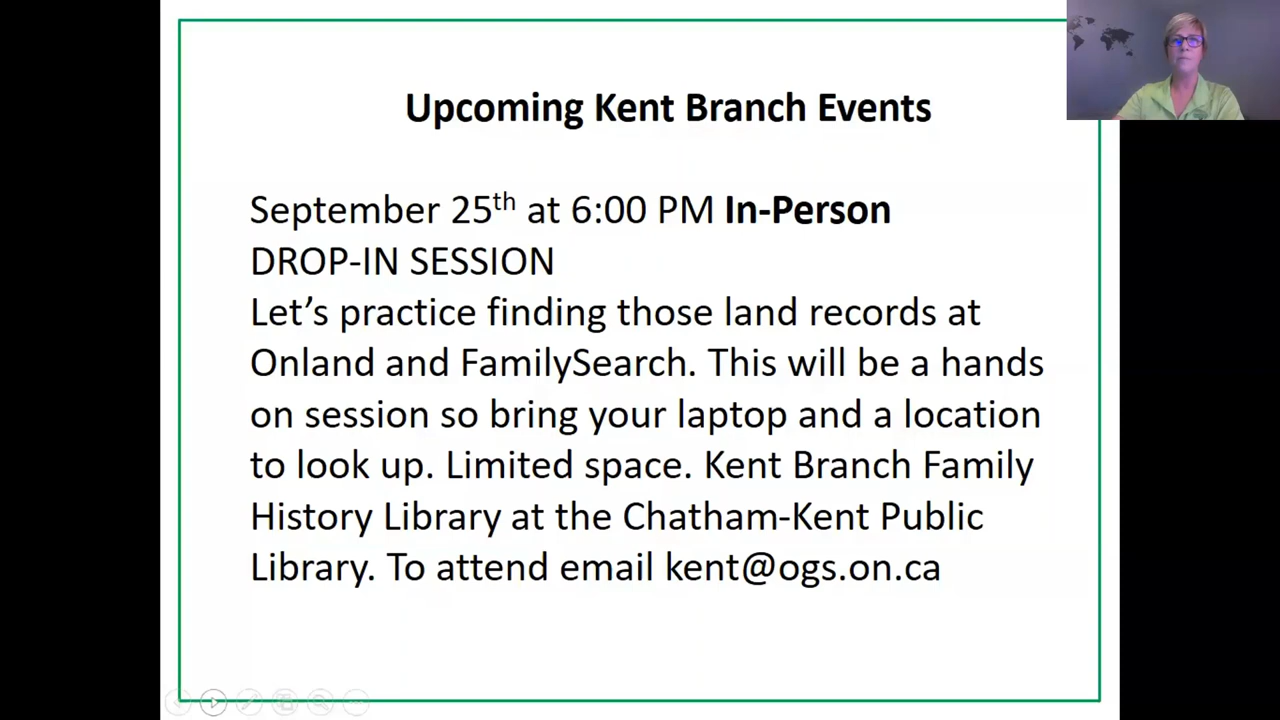 Upcoming Kent Branch Events
September 25th at 6:00 PM In-Person
DROP-IN SESSION
Let’s practice finding those land records at
Onland and FamilySearch. This will be a hands
on session so bring your laptop and a location
to look up. Limited space. Kent Branch Family
History Library at the Chatham-Kent Public
Library. To attend email kent@ogs.on.ca